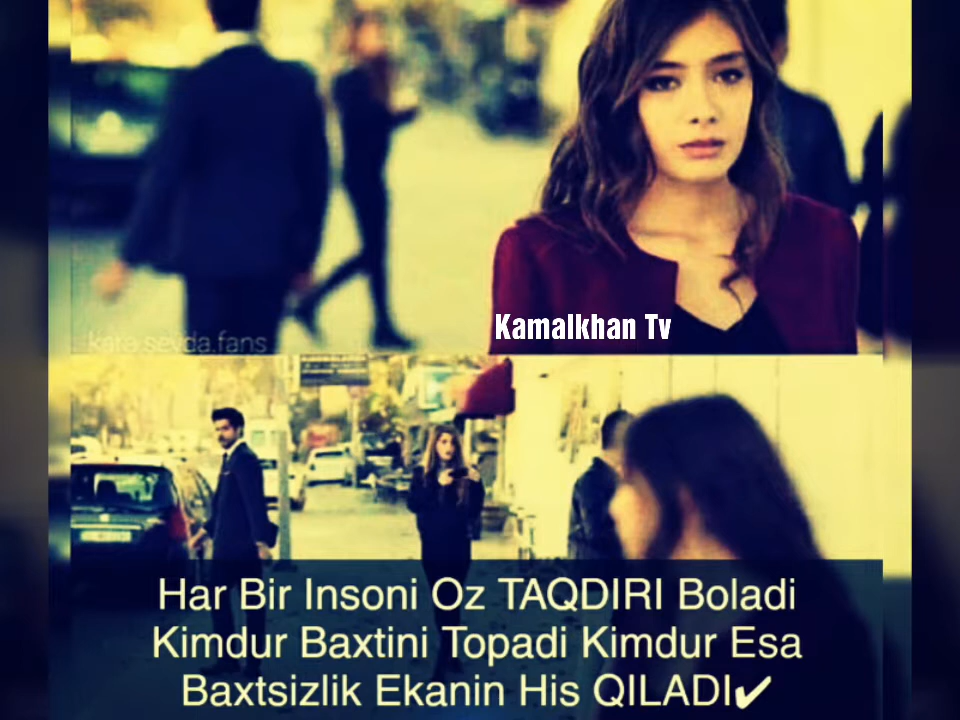 Kamalkhan Tv
kara.sevda.fans
Har Bir Insoni Oz TAQDIRI Boladi
Kimdur Baxtini Topadi Kimdur Esa
Baxtsizlik Ekanin His QILADI✔